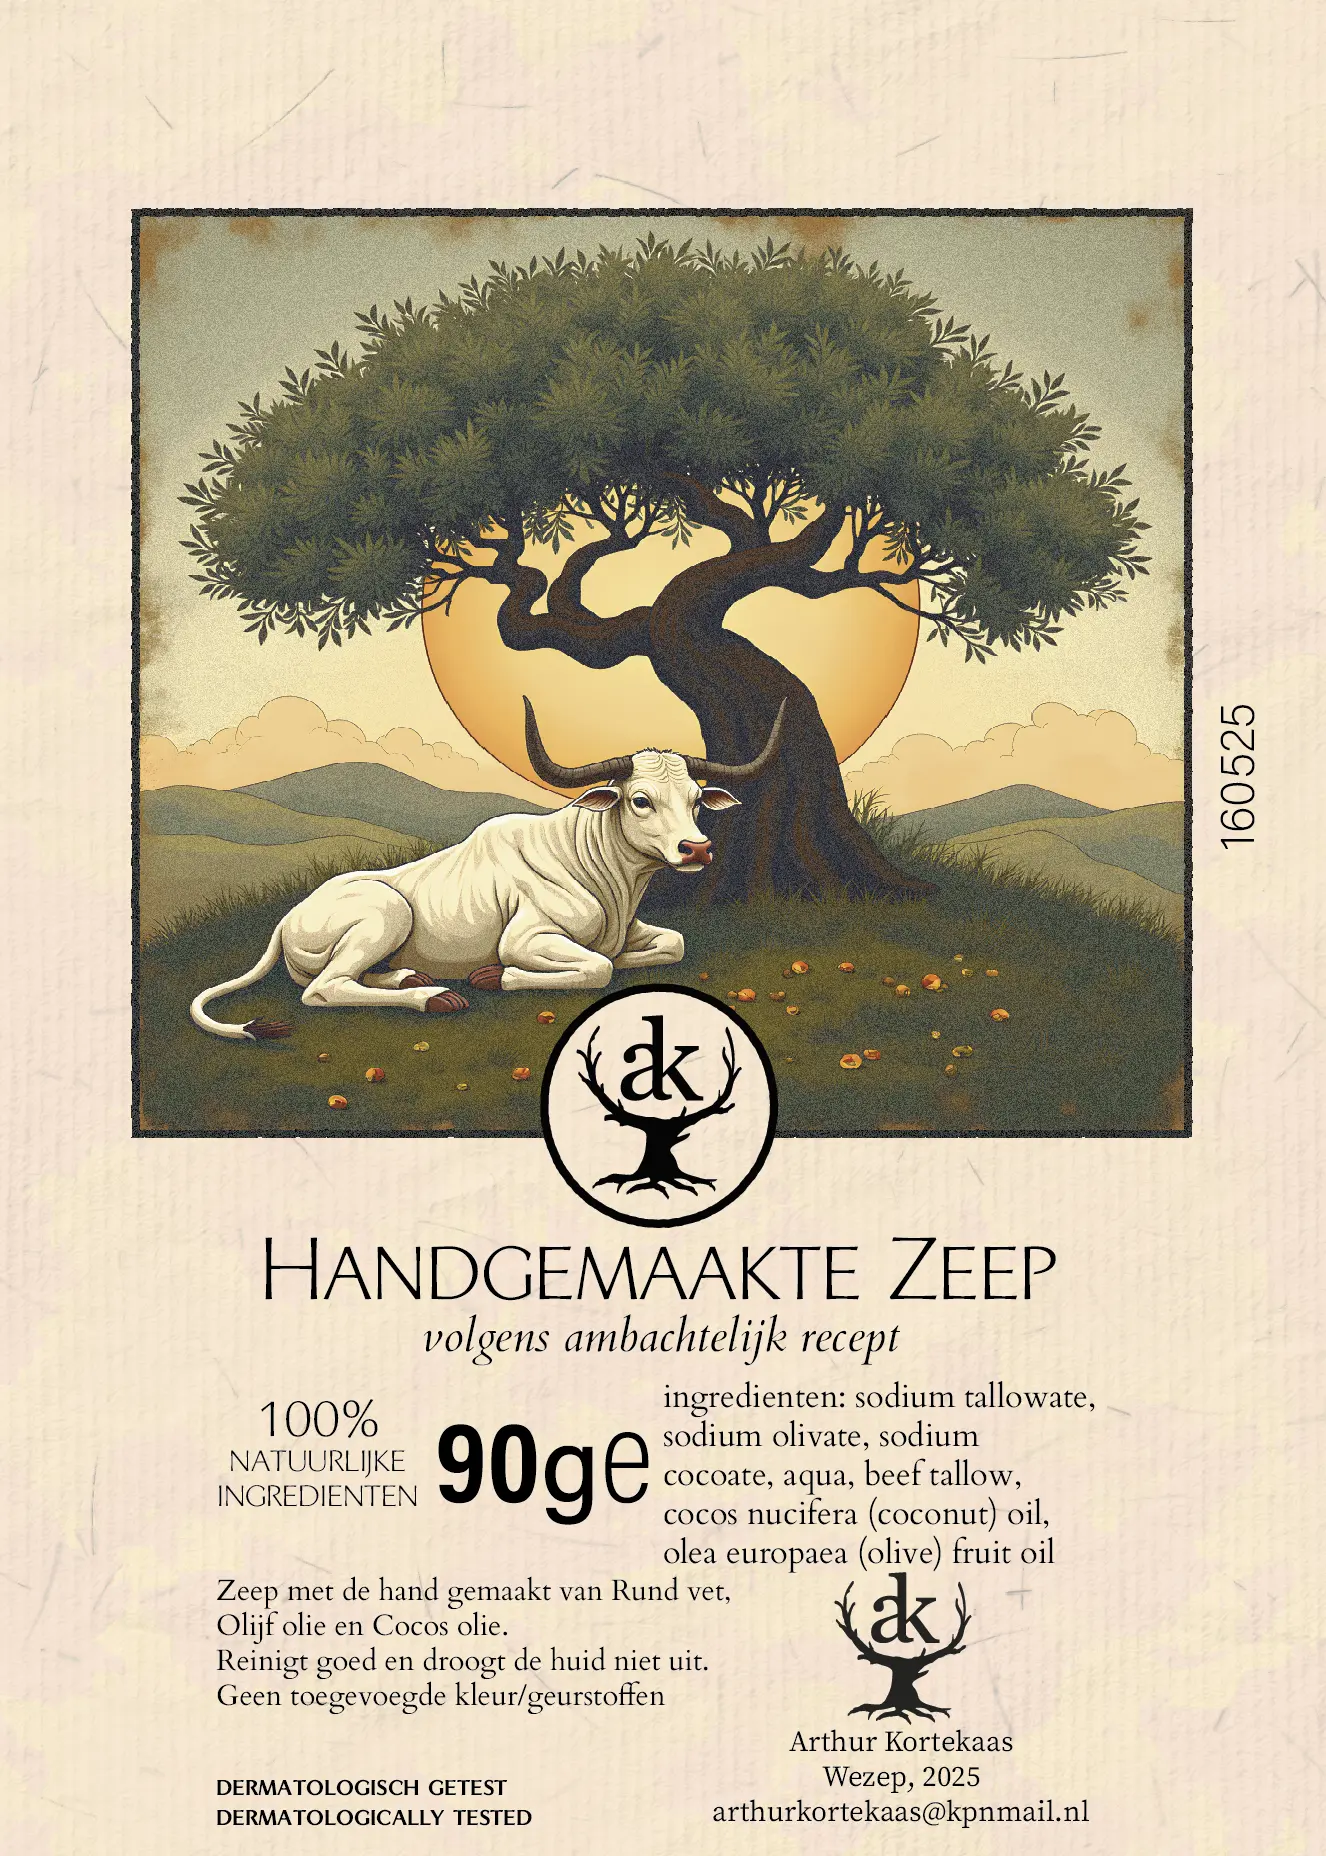 160525
ak
HANDGEMAAKTE ZEEP
volgens ambachtelijk recept
100%
NATUURLIJKE
INGREDIENTEN
90g e
ingredienten: sodium tallowate,
sodium olivate, sodium
cocoate, aqua, beef tallow,
cocos nucifera (coconut) oil,
olea europaea (olive) fruit oil
Zeep met de hand gemaakt van Rund vet,
Olijf olie en Cocos olie.
Reinigt goed en droogt de huid niet uit.
Geen toegevoegde kleur/geurstoffen
DERMATOLOGISCH GETEST
DERMATOLOGICALLY TESTED
ak
Arthur Kortekaas
Wezep, 2025
arthurkortekaas@kpnmail.nl